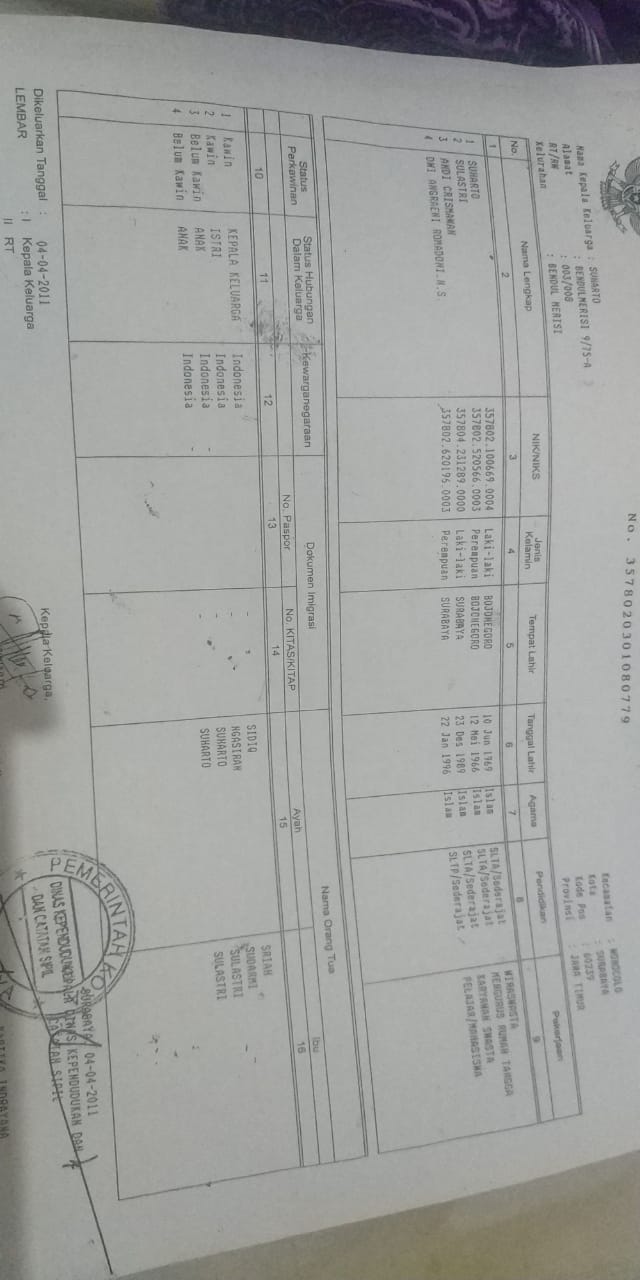 No. 3578020301080779
Nama Kepala Keluarga : SUHARTO
Alamat : BENDULMERISI 9/75-A
RT/RW : 003/008
Kelurahan : BENDUL MERISI
Kecamatan : WONOCOLO
Kota : SURABAYA
Kode Pos : 60239
Provinsi : JAWA TIMUR
No. Nama Lengkap NIK/NIKS Jenis Kelamin Tempat Lahir Tanggal Lahir Agama Pendidikan Pekerjaan
1 2 3 4 5 6 7 8 9
1 SUHARTO 357802.100669.0004 Laki-laki BOJONEGORO 10 Jun 1969 Islam SLTA/Sederajat WIRASWASTA
2 SULASTRI 357802.520566.0003 Perempuan BOJONEGORO 12 Mei 1966 Islam SLTA/Sederajat MENGURUS RUMAH TANGGA
3 ANDI CRISMAWAN 357804.231289.0000 Laki-laki SURABAYA 23 Des 1989 Islam SLTA/Sederajat KARYAWAN SWASTA
4 DWI ANGRAENI ROMADONI.N.S. 357802.620196.0003 Perempuan SURABAYA 22 Jan 1996 Islam SLTP/Sederajat PELAJAR/MAHASISWA
Status Perkawinan Status Hubungan Dalam Keluarga Kewarganegaraan Dokumen Imigrasi Nama Orang Tua
No. Paspor No. KITAS/KITAP Ayah Ibu
10 11 12 13 14 15 16
1 Kawin KEPALA KELUARGA Indonesia - SIDIQ SRIAH
2 Kawin ISTRI Indonesia - NGASIRAN SUDARMI
3 Belum Kawin ANAK Indonesia - - SUHARTO SULASTRI
4 Belum Kawin ANAK Indonesia - - SUHARTO SULASTRI
Dikeluarkan Tanggal : 04-04-2011
LEMBAR : I Kepala Keluarga
II RT
Kepala Keluarga,
SURABAYA, 04-04-2011
KEPALA DINAS KEPENDUDUKAN DAN
CATATAN SIPIL
PEMERINTAH KO
DINAS KEPENDUDUKAN
DAN CATATAN SIPIL